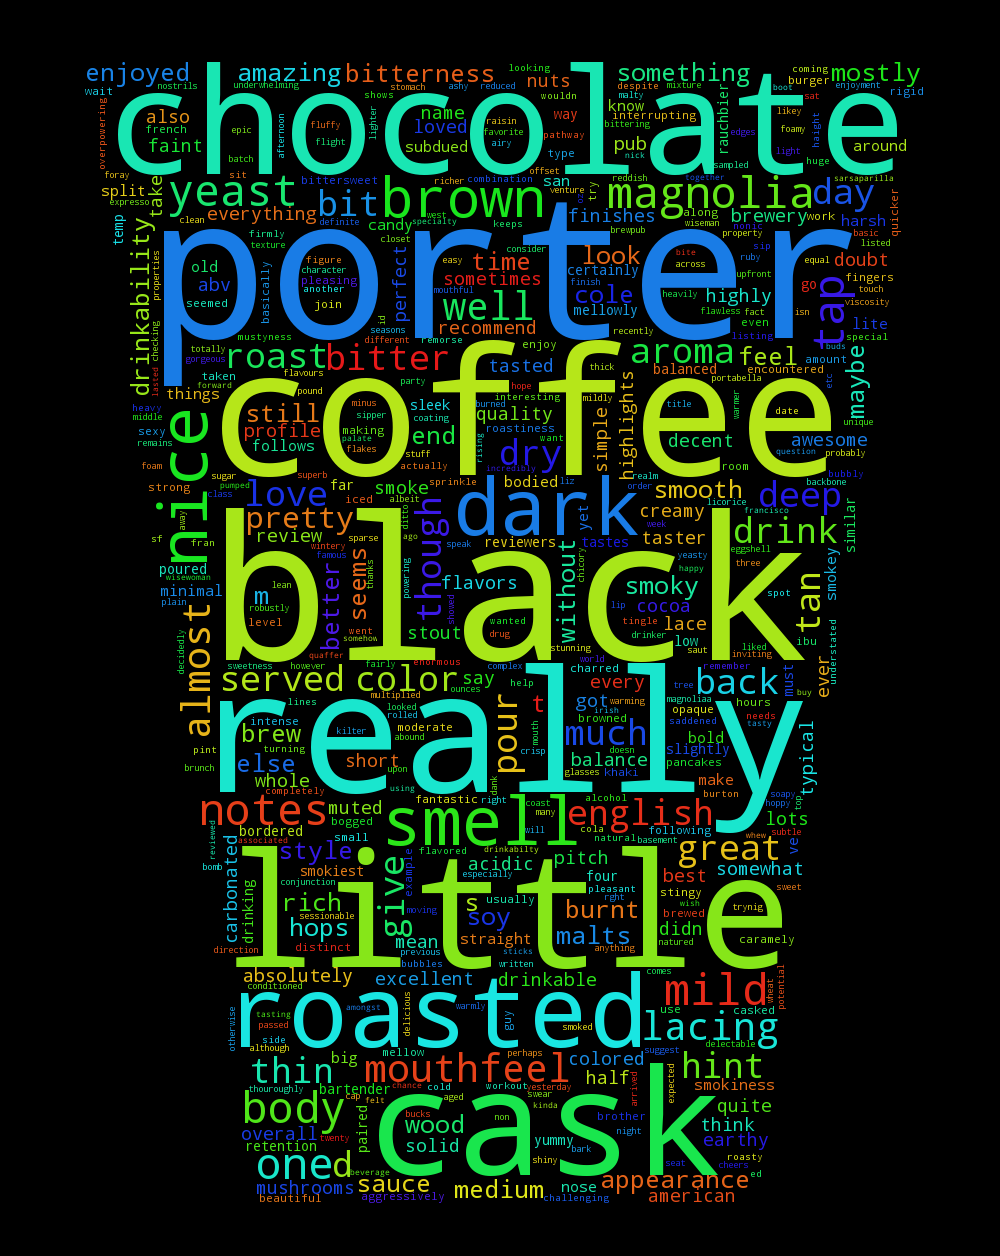 enjoyed
amazing
bitterness
something
mostly
chocolate
wait
nostrils
underwhelming
stomach
ashy
reduced
looking
nuts
despite
mixture
coming
burger
boot
sat
enjoyment
rigid
also
french
faint
epic
fluffy
flight
lighter
shows
name
loved
subdued
raisin
favorite
airy
wouldn
way
pathway
type
know
interrupting
bittering
pub
nick
rauchbier
edges
likey
light
foamy
huge
haight
around
overpowering
afternoon
batch
sit
foray
split
expresso
take
yeast
bittersweet
richer
combination
offset
san
venture
try
oz
reddish
together
sampled
sarsaparilla
everything
bit
brown
candy
west
specialty
keeps
brewpub
finishes
magnolia
along
wiseman
brewery
nonic
work
day
harsh
quicker
porter
temp
clean
firmly
texture
definite
closet
perfect
old
abv
seemed
basically
figure
character
pleasing
another
join
time
sometimes
well
recommend
easy
mouthful
consider
finish
look
certainly
cole
mellowly
property
across
bite
sip
ruby
upfront
highly
flawless
fact
even
heavily
listing
equal
doubt
go
isn
basic
listed
fingers
touch
viscosity
tap
lite
special
drinkability
properties
checking
lasted
mustyness
seasons
different
remorse
id
recently
totally
gorgeous
roast
bitter
enjoy
tasted
aroma
feel
buds
amount
maybe
taken
forward
things
flavours
pound
party
hope
interesting
thick
mildly
balanced
portabella
encountered
etc
coffee
heavy
middle
sexy
remains
nice
still
profile
follows
minus
sipper
making
palate
flakes
burned
sleek
coating
end
quality
roastiness
want
rising
simple
highlights
title
warmer
date
decent
unique
awesome
question
probably
foam
strong
sugar
pumped
class
superb
stuff
actually
dry
incredibly
liz
bodied
realm
order
room
backbone
bubbly
sprinkle
love
far
iced
smoke
albeit
dark
smooth
creamy
licorice
deep
francisco
pretty
review
away
sf
fran
ditto
ago
speak
reviewers
yet
tastes
taster
week
drink
eggshell
similar
black
poured
wisewoman
minimal
plain
m
lean
robustly
level
wintery
famous
sparse
seems
thanks
powering
though
better
flavors
chicory
without
smoky
cocoa
yeasty
happy
three
spot
tan
smokey
showed
stout
wanted
drug
lip
tingle
drinker
lace
low
liked
ibu
understated
inviting
decidedly
almost
quaffer
went
somehow
stunning
saut
sweetness
however
fairly
enormous
complex
world
remember
tree
must
ever
served
color
multiplied
ounces
say
help
every
warming
back
magnoliaa
buy
really
lines
looked
rolled
kilter
moderate
abound
intense
brew
pour
t
mouth
got
irish
browned
much
opaque
saddened
bold
slightly
hours
needs
tasty
typical
pint
turning
else
whole
brunch
short
upon
using
crisp
balance
glasses
khaki
doesn
pancakes
make
burton
soapy
hoppy
top
completely
muted
bogged
fantastic
dank
right
coast
many
alcohol
notes
smell
english
cola
natural
basement
following
whew
subtle
lots
ve
bordered
associated
small
drinkabilty
will
great
reviewed
bomb
carbonated
style
smokiest
conjunction
example
flavored
especially
acidic
pitch
four
pleasant
best
somewhat
sweet
little
drinking
rich
sessionable
hops
distinct
give
moving
s
soy
usually
rght
burnt
stingy
brewed
wish
trynig
mean
previous
straight
sticks
malts
anything
didn
natured
caramely
direction
absolutely
conditioned
bubbles
excellent
written
drinkable
comes
mild
wheat
potential
roasted
otherwise
tasting
passed
side
although
amongst
delicious
warmly
guy
smoked
use
casked
lacing
delectable
suggest
thin
thouroughly
big
mellow
mouthfeel
perhaps
colored
half
arrived
expected
hint
smokiness
bartender
cap
felt
chance
cold
aged
workout
yesterday
swear
kinda
body
cask
bucks
wood
solid
non
brother
night
quite
think
earthy
overall
retention
twenty
paired
yummy
bark
roasty
cheers
seat
ed
one
d
beverage
shiny
mushrooms
beautiful
sauce
aggressively
medium
nose
challenging
appearance
american